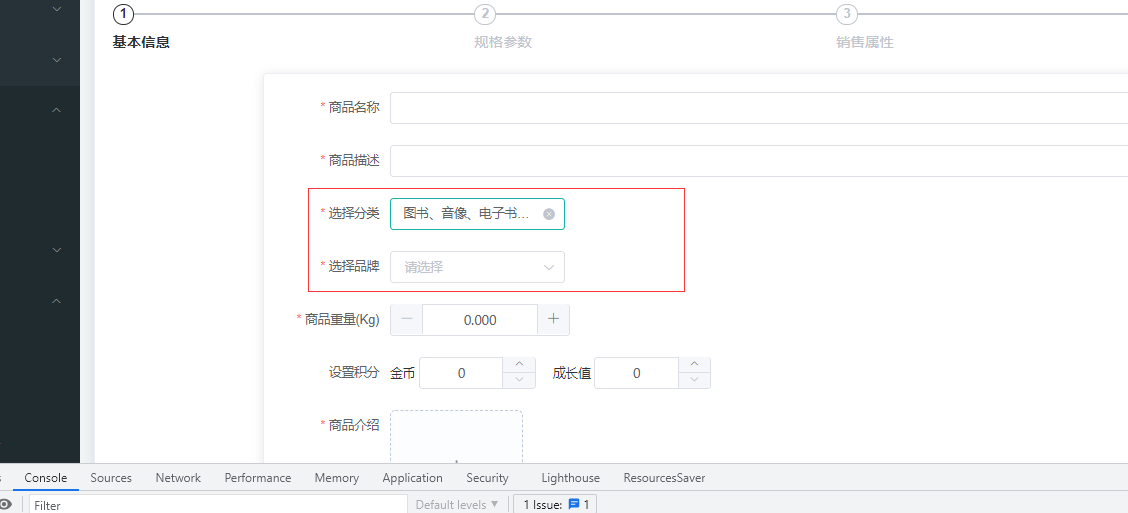 1 2 3
基本信息 规格参数 销售属性
* 商品名称
* 商品描述
* 选择分类 图书、音像、电子书...
* 选择品牌 请选择
* 商品重量(Kg) 0.000
设置积分 金币 0 成长值 0
* 商品介绍
Console Sources Network Performance Memory Application Security Lighthouse ResourcesSaver
Filter Default levels ▼ 1 Issue: 1